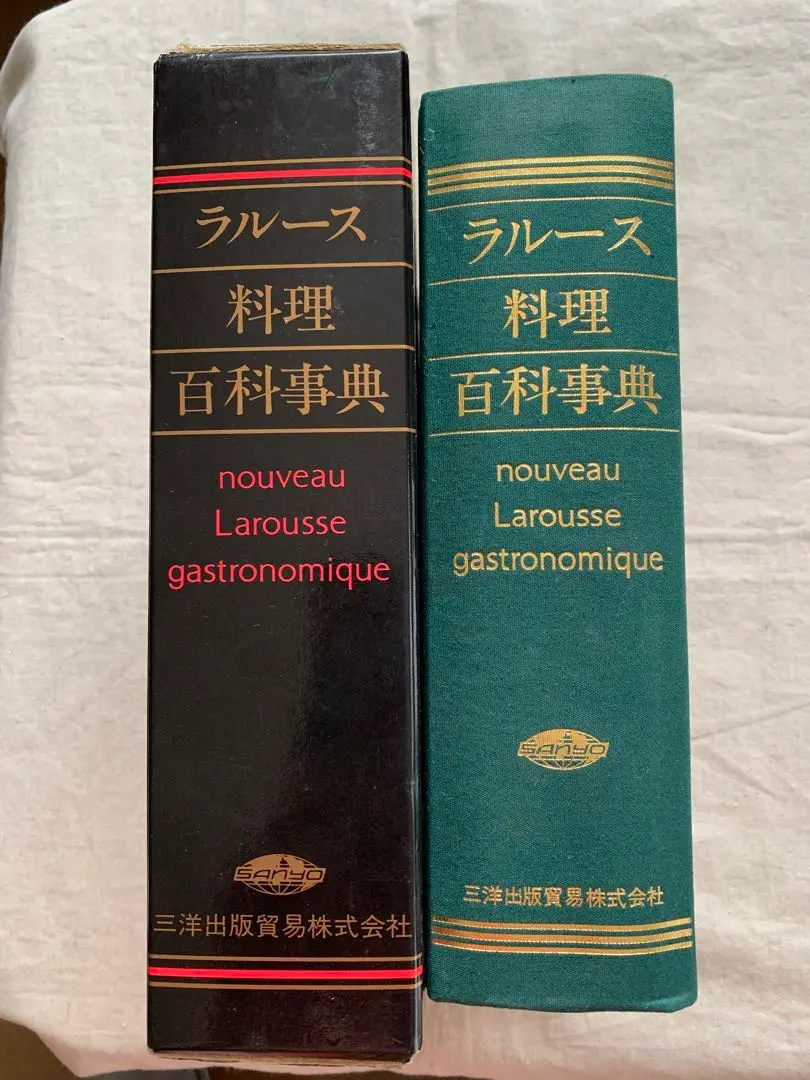 ラルース
料理
百科事典
nouveau
Larousse
gastronomique
SANYO
三洋出版貿易株式会社
ラルース
料理
百科事典
nouveau
Larousse
gastronomique
SANYO
三洋出版貿易株式会社